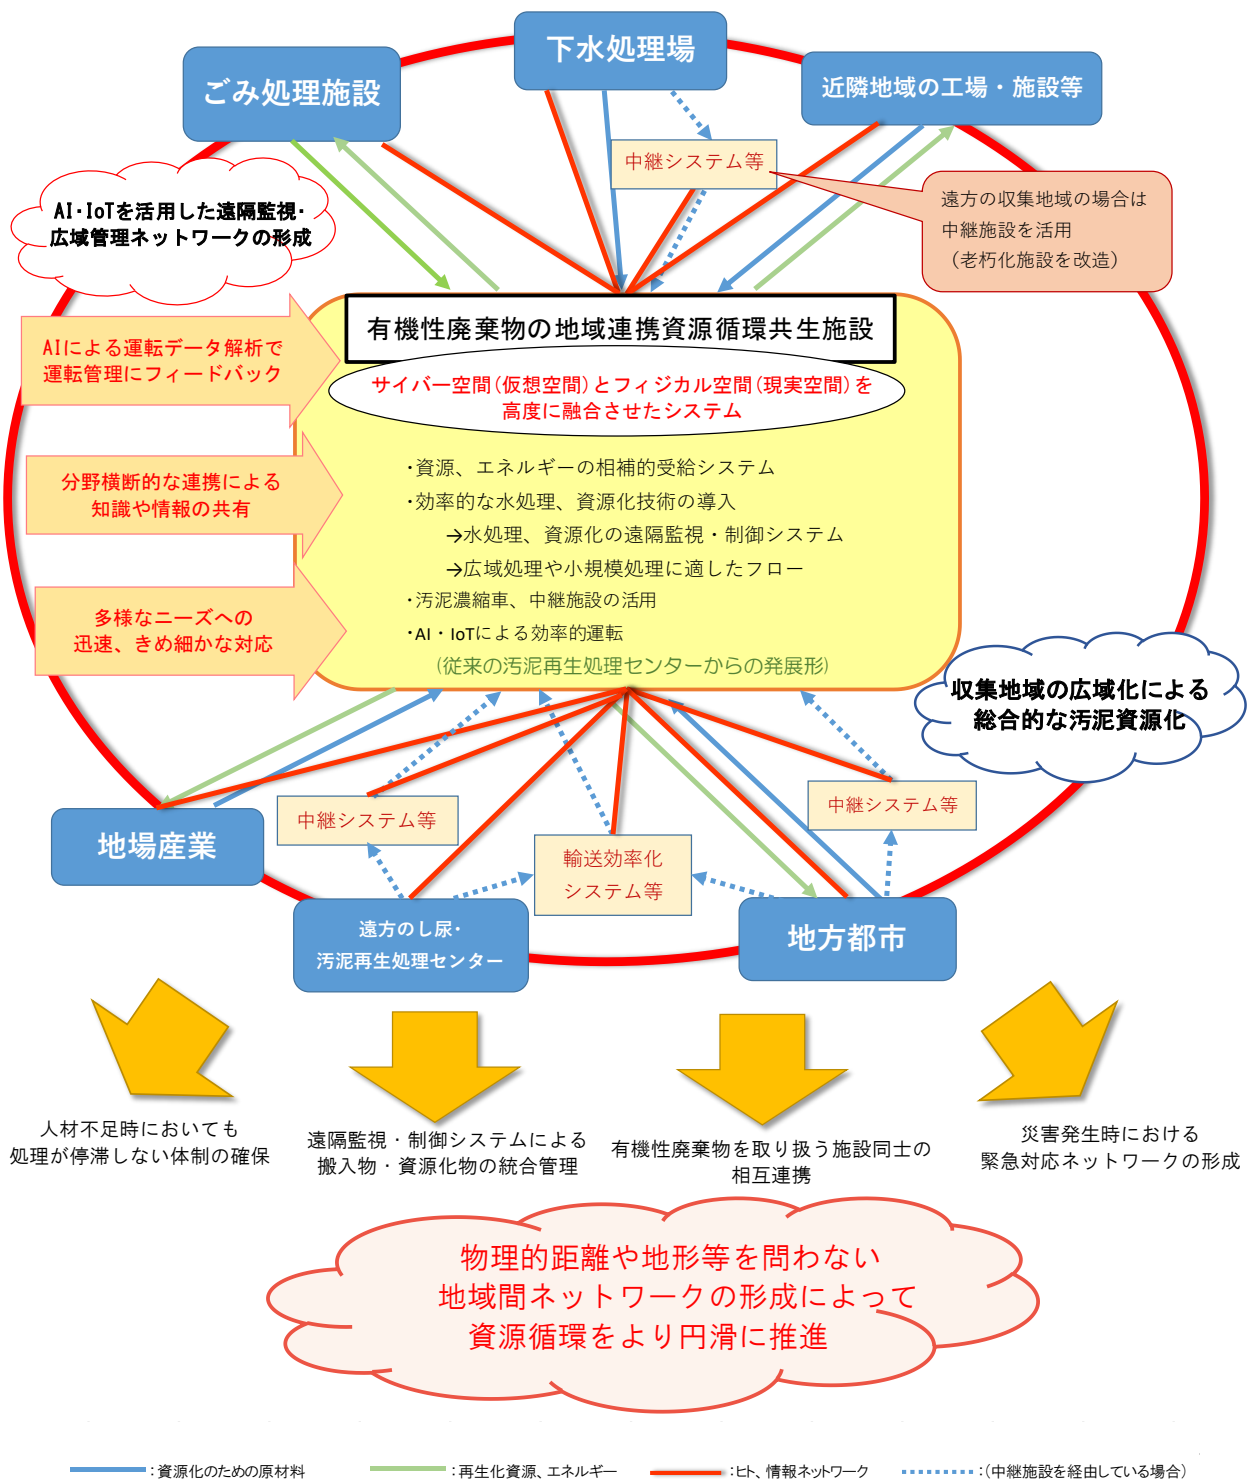 下水処理場
ごみ処理施設
近隣地域の工場・施設等
中継システム等
遠方の収集地域の場合は
中継施設を活用
（老朽化施設を改造）
AI･IoTを活用した遠隔監視･
広域管理ネットワークの形成
有機性廃棄物の地域連携資源循環共生施設
サイバー空間(仮想空間)とフィジカル空間(現実空間)を
高度に融合させたシステム
AIによる運転データ解析で
運転管理にフィードバック
分野横断的な連携による
知識や情報の共有
多様なニーズへの
迅速、きめ細かな対応
･資源、エネルギーの相補的受給システム
･効率的な水処理、資源化技術の導入
→水処理、資源化の遠隔監視・制御システム
→広域処理や小規模処理に適したフロー
･汚泥濃縮車、中継施設の活用
･AI・IoTによる効率的運転
(従来の汚泥再生処理センターからの発展形)
収集地域の広域化による
総合的な汚泥資源化
中継システム等
中継システム等
輸送効率化
システム等
地場産業
遠方のし尿･
汚泥再生処理センター
地方都市
人材不足時においても
処理が停滞しない体制の確保
遠隔監視・制御システムによる
搬入物・資源化物の統合管理
有機性廃棄物を取り扱う施設同士の
相互連携
災害発生時における
緊急対応ネットワークの形成
物理的距離や地形等を問わない
地域間ネットワークの形成によって
資源循環をより円滑に推進
：資源化のための原材料
：再生化資源、エネルギー
：ヒト、情報ネットワーク
：(中継施設を経由している場合)